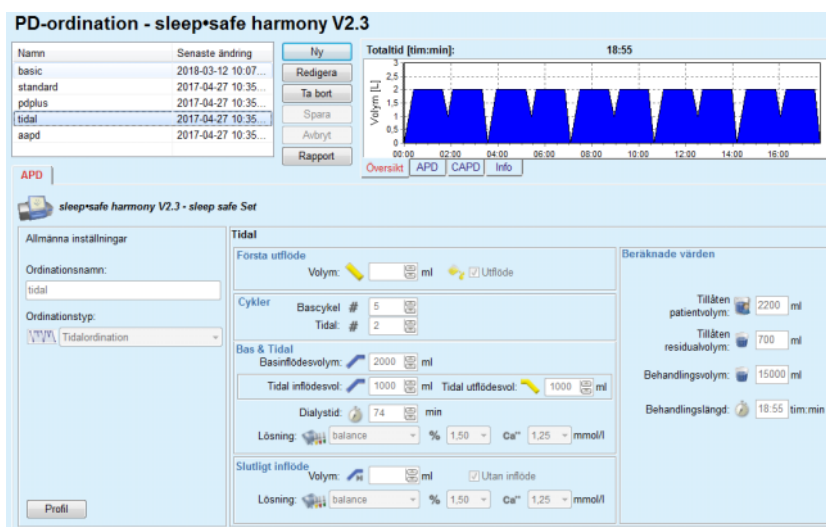 PD-ordination - sleep•safe harmony V2.3
Namn Senaste ändring
basic 2018-03-12 10:07...
standard 2017-04-27 10:35...
pdplus 2017-04-27 10:35...
tidal 2017-04-27 10:35...
aapd 2017-04-27 10:35...
Ny
Redigera
Ta bort
Spara
Avbryt
Rapport
Totaltid [tim:min]: 18:55
Volym [L]
3
2,5
2
1,5
1
0,5
0
00:00 02:00 04:00 06:00 08:00 10:00 12:00 14:00 16:00
Översikt APD CAPD Info
APD
sleep•safe harmony V2.3 - sleep safe Set
Allmänna inställningar
Ordinationsnamn:
tidal
Ordinationstyp:
Tidalordination
Profil
Tidal
Första utflöde
Volym: ml Utflöde
Cykler
Bascykel # 5
Tidal: # 2
Bas & Tidal
Basinflödesvolym: 2000 ml
Tidal inflödesvol: 1000 ml Tidal utflödesvol: 1000 ml
Dialystid: 74 min
Lösning: balance % 1,50 Ca** 1,25 mmol/l
Slutligt inflöde
Volym: ml Utan inflöde
Lösning: balance % 1,50 Ca** 1,25 mmol/l
Beräknade värden
Tillåten
patientvolym: 2200 ml
Tillåten
residualvolym: 700 ml
Behandlingsvolym: 15000 ml
Behandlingslängd: 18:55 tim:min